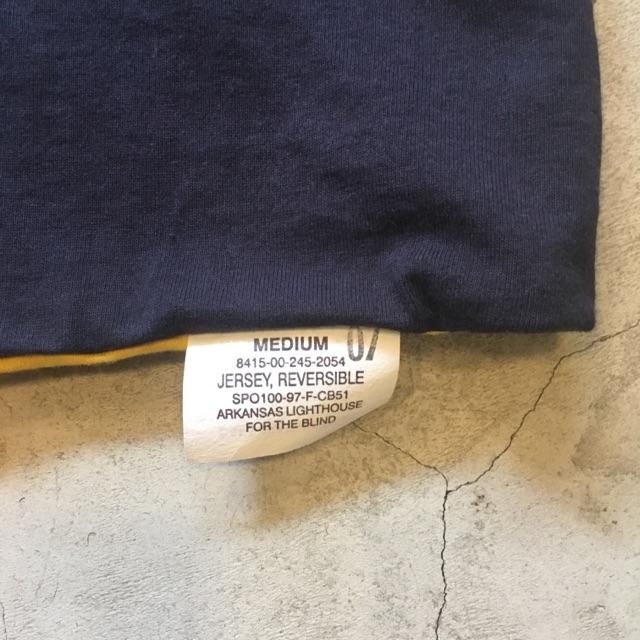 MEDIUM 07
8415-00-245-2054
JERSEY, REVERSIBLE
SPO100-97-F-CB51
ARKANSAS LIGHTHOUSE
FOR THE BLIND